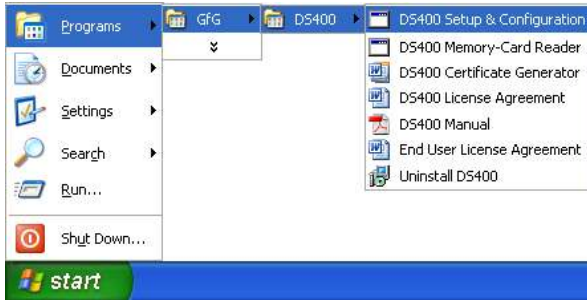 Programs
GfG
DS400
DS400 Setup & Configuration
DS400 Memory-Card Reader
DS400 Certificate Generator
DS400 License Agreement
DS400 Manual
End User License Agreement
Uninstall DS400
Documents
Settings
Search
Run...
Shut Down...
start